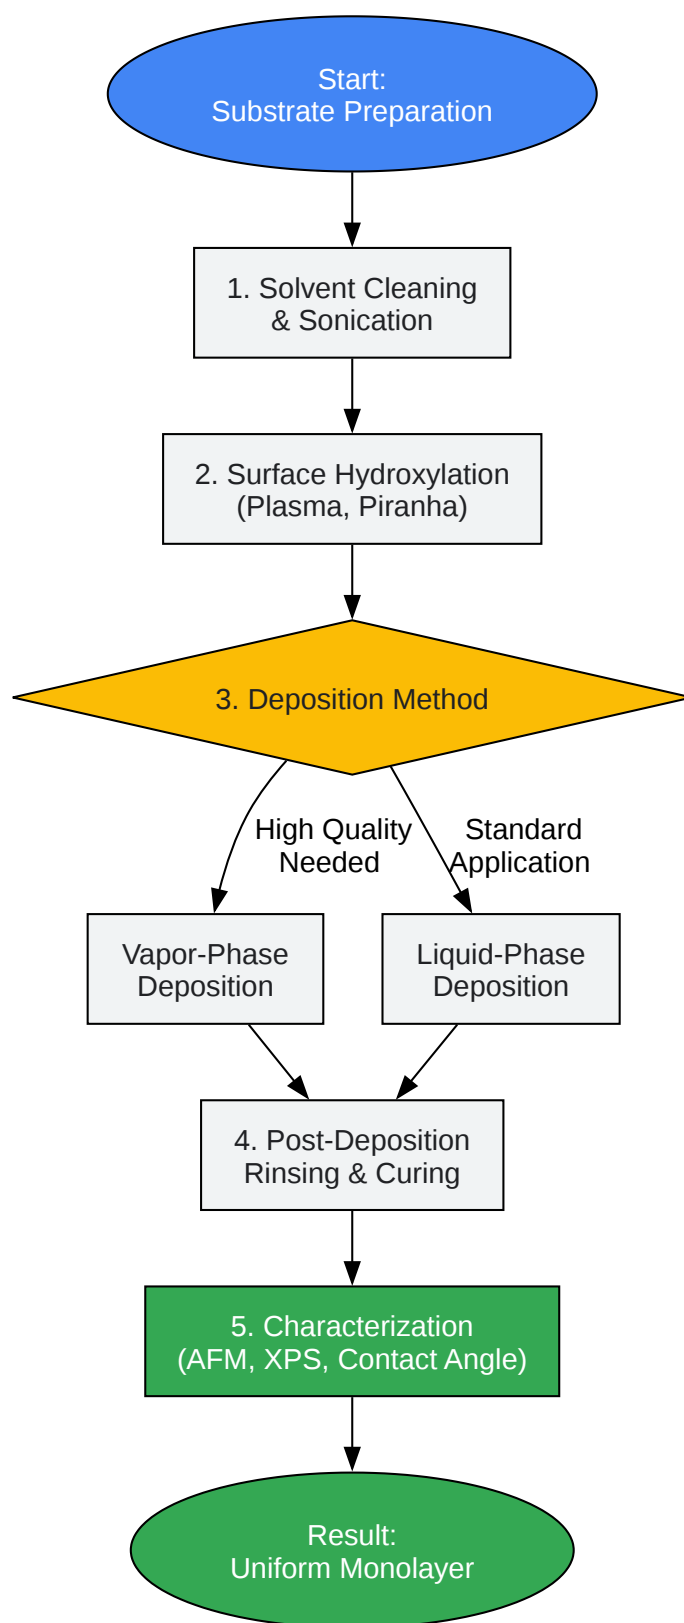 Start:
Substrate Preparation
1. Solvent Cleaning
& Sonication
2. Surface Hydroxylation
(Plasma, Piranha)
3. Deposition Method
High Quality
Needed
Standard
Application
Vapor-Phase
Deposition
Liquid-Phase
Deposition
4. Post-Deposition
Rinsing & Curing
5. Characterization
(AFM, XPS, Contact Angle)
Result:
Uniform Monolayer